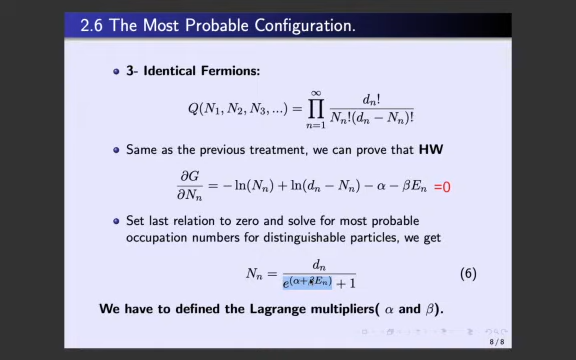 2.6 The Most Probable Configuration.
3- Identical Fermions:
Q(N₁, N₂, N₃, ...) = ∏_{n=1}^{∞} d_n! / (N_n!(d_n − N_n)!)
Same as the previous treatment, we can prove that HW
∂G/∂N_n = − ln(N_n) + ln(d_n − N_n) − α − βE_n =0
Set last relation to zero and solve for most probable
occupation numbers for distinguishable particles, we get
N_n = d_n / (e^{(α+βE_n)} + 1) (6)
We have to defined the Lagrange multipliers( α and β).
8 / 8